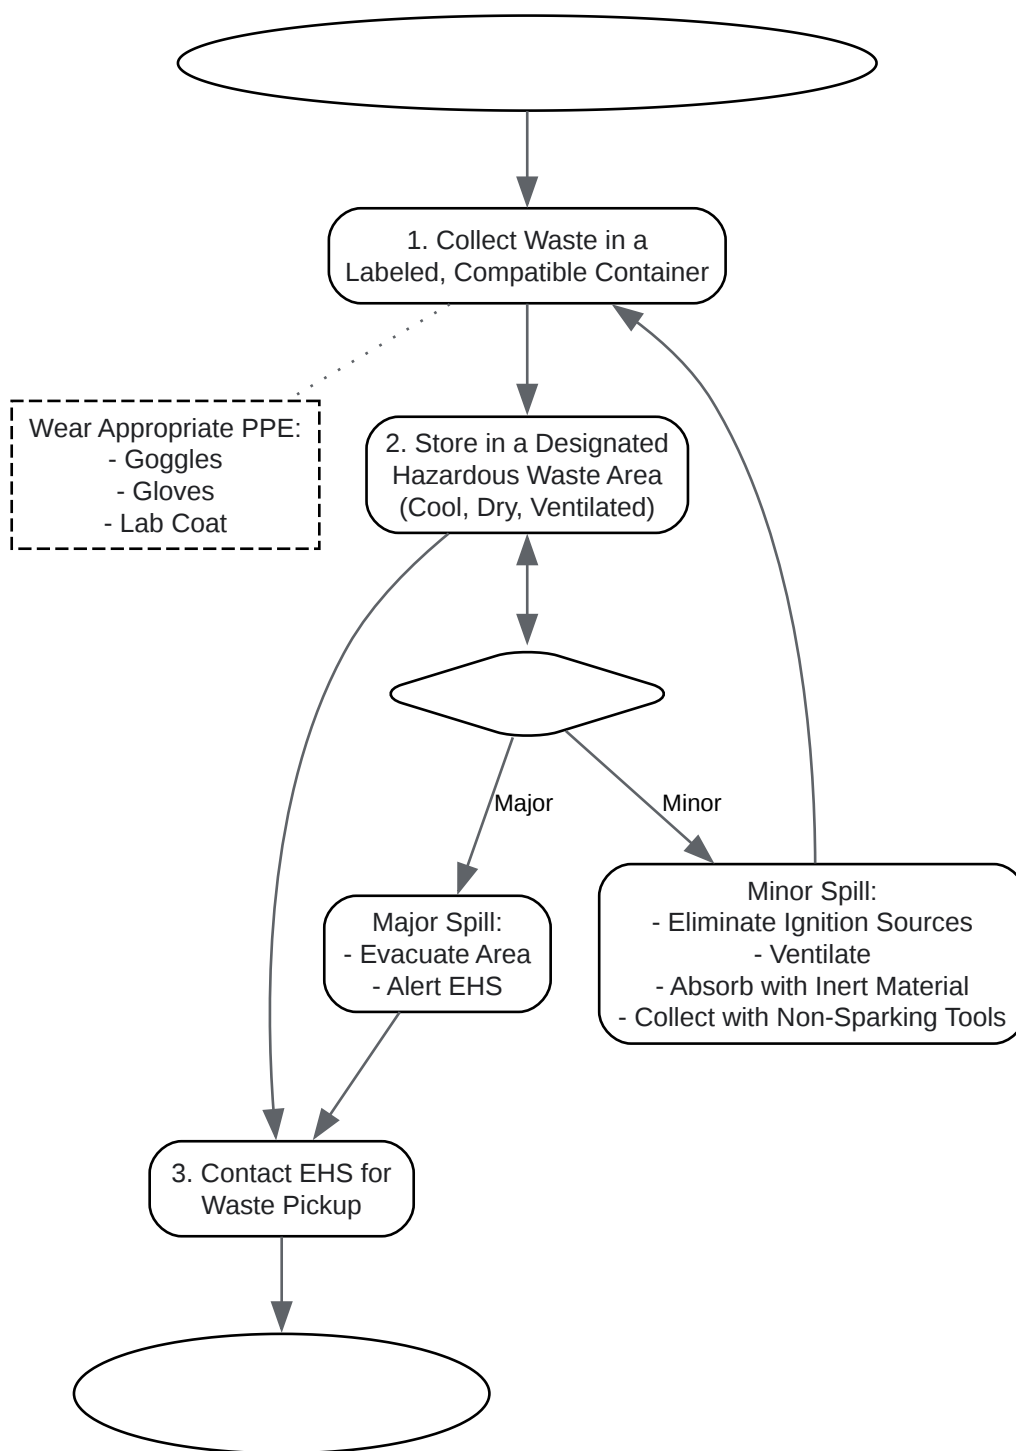 1. Collect Waste in a
Labeled, Compatible Container
Wear Appropriate PPE:
- Goggles
- Gloves
- Lab Coat
2. Store in a Designated
Hazardous Waste Area
(Cool, Dry, Ventilated)
Major
Minor
Major Spill:
- Evacuate Area
- Alert EHS
Minor Spill:
- Eliminate Ignition Sources
- Ventilate
- Absorb with Inert Material
- Collect with Non-Sparking Tools
3. Contact EHS for
Waste Pickup